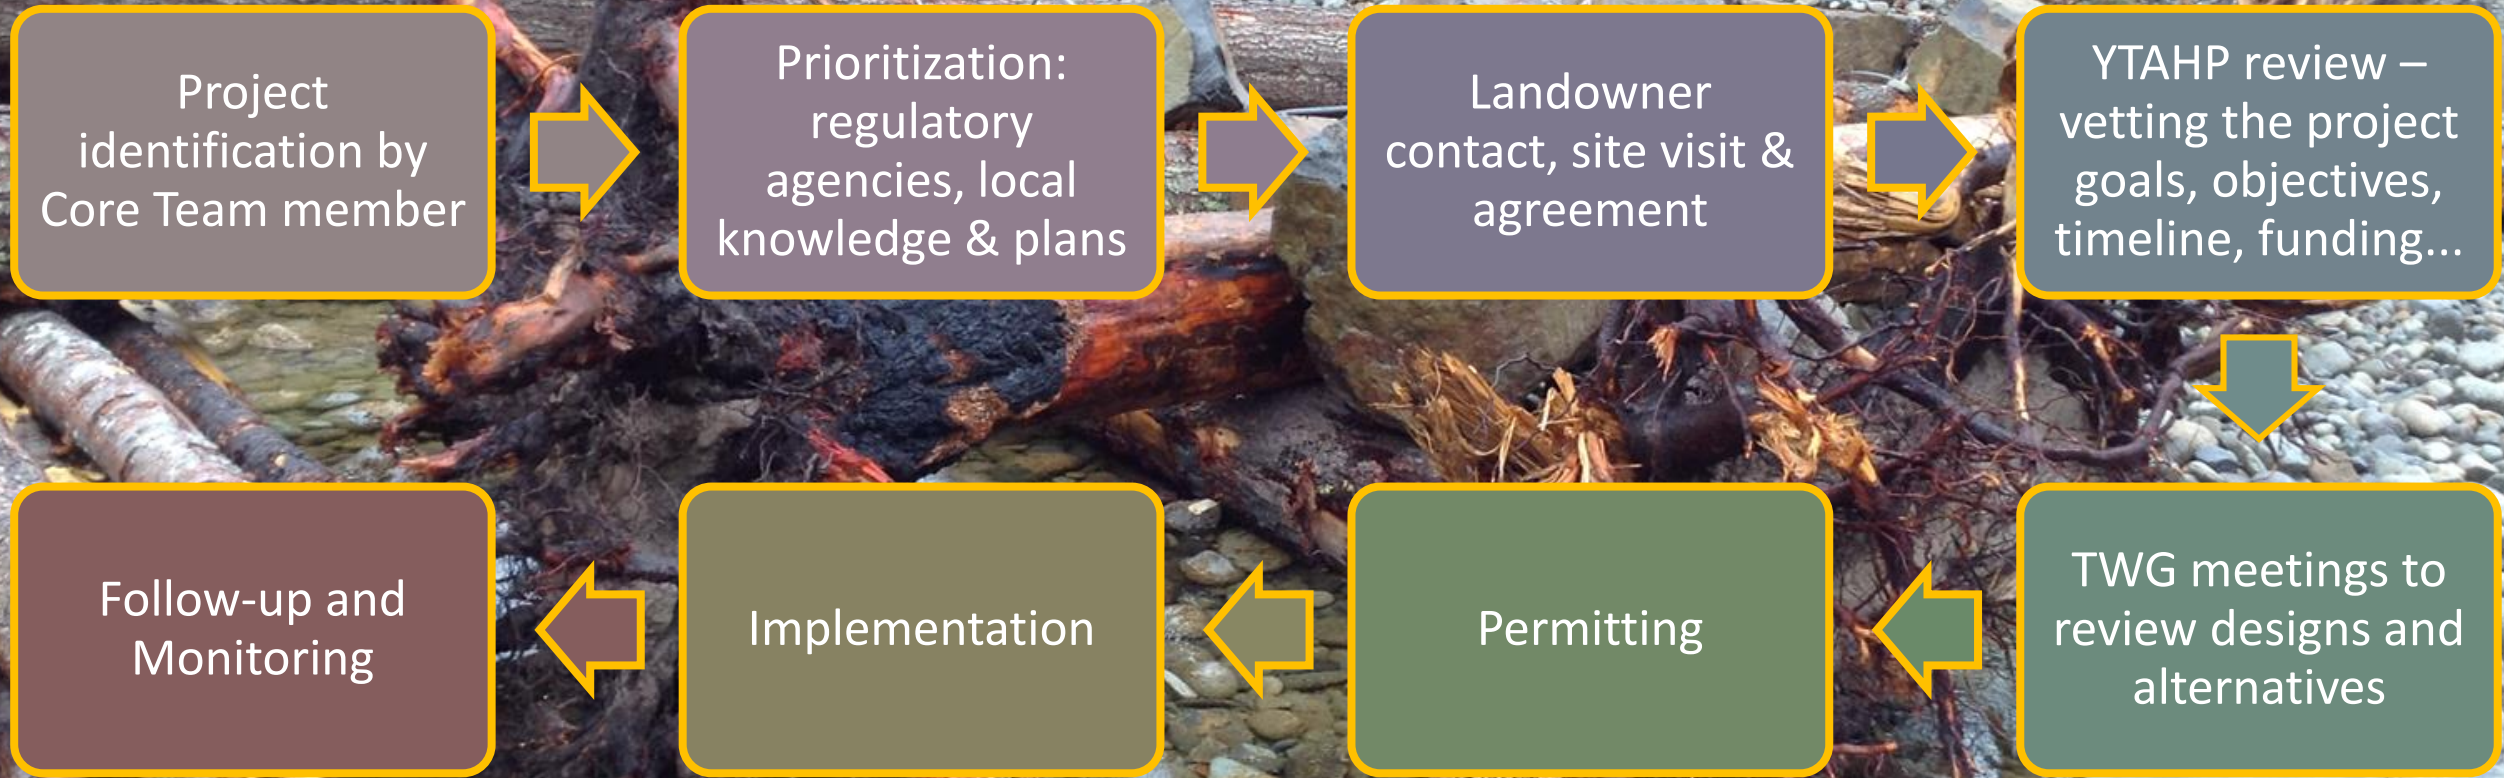 Project
identification by
Core Team member
Prioritization:
regulatory
agencies, local
knowledge & plans
Landowner
contact, site visit &
agreement
YTAHP review –
vetting the project
goals, objectives,
timeline, funding...
TWG meetings to
review designs and
alternatives
Permitting
Implementation
Follow-up and
Monitoring